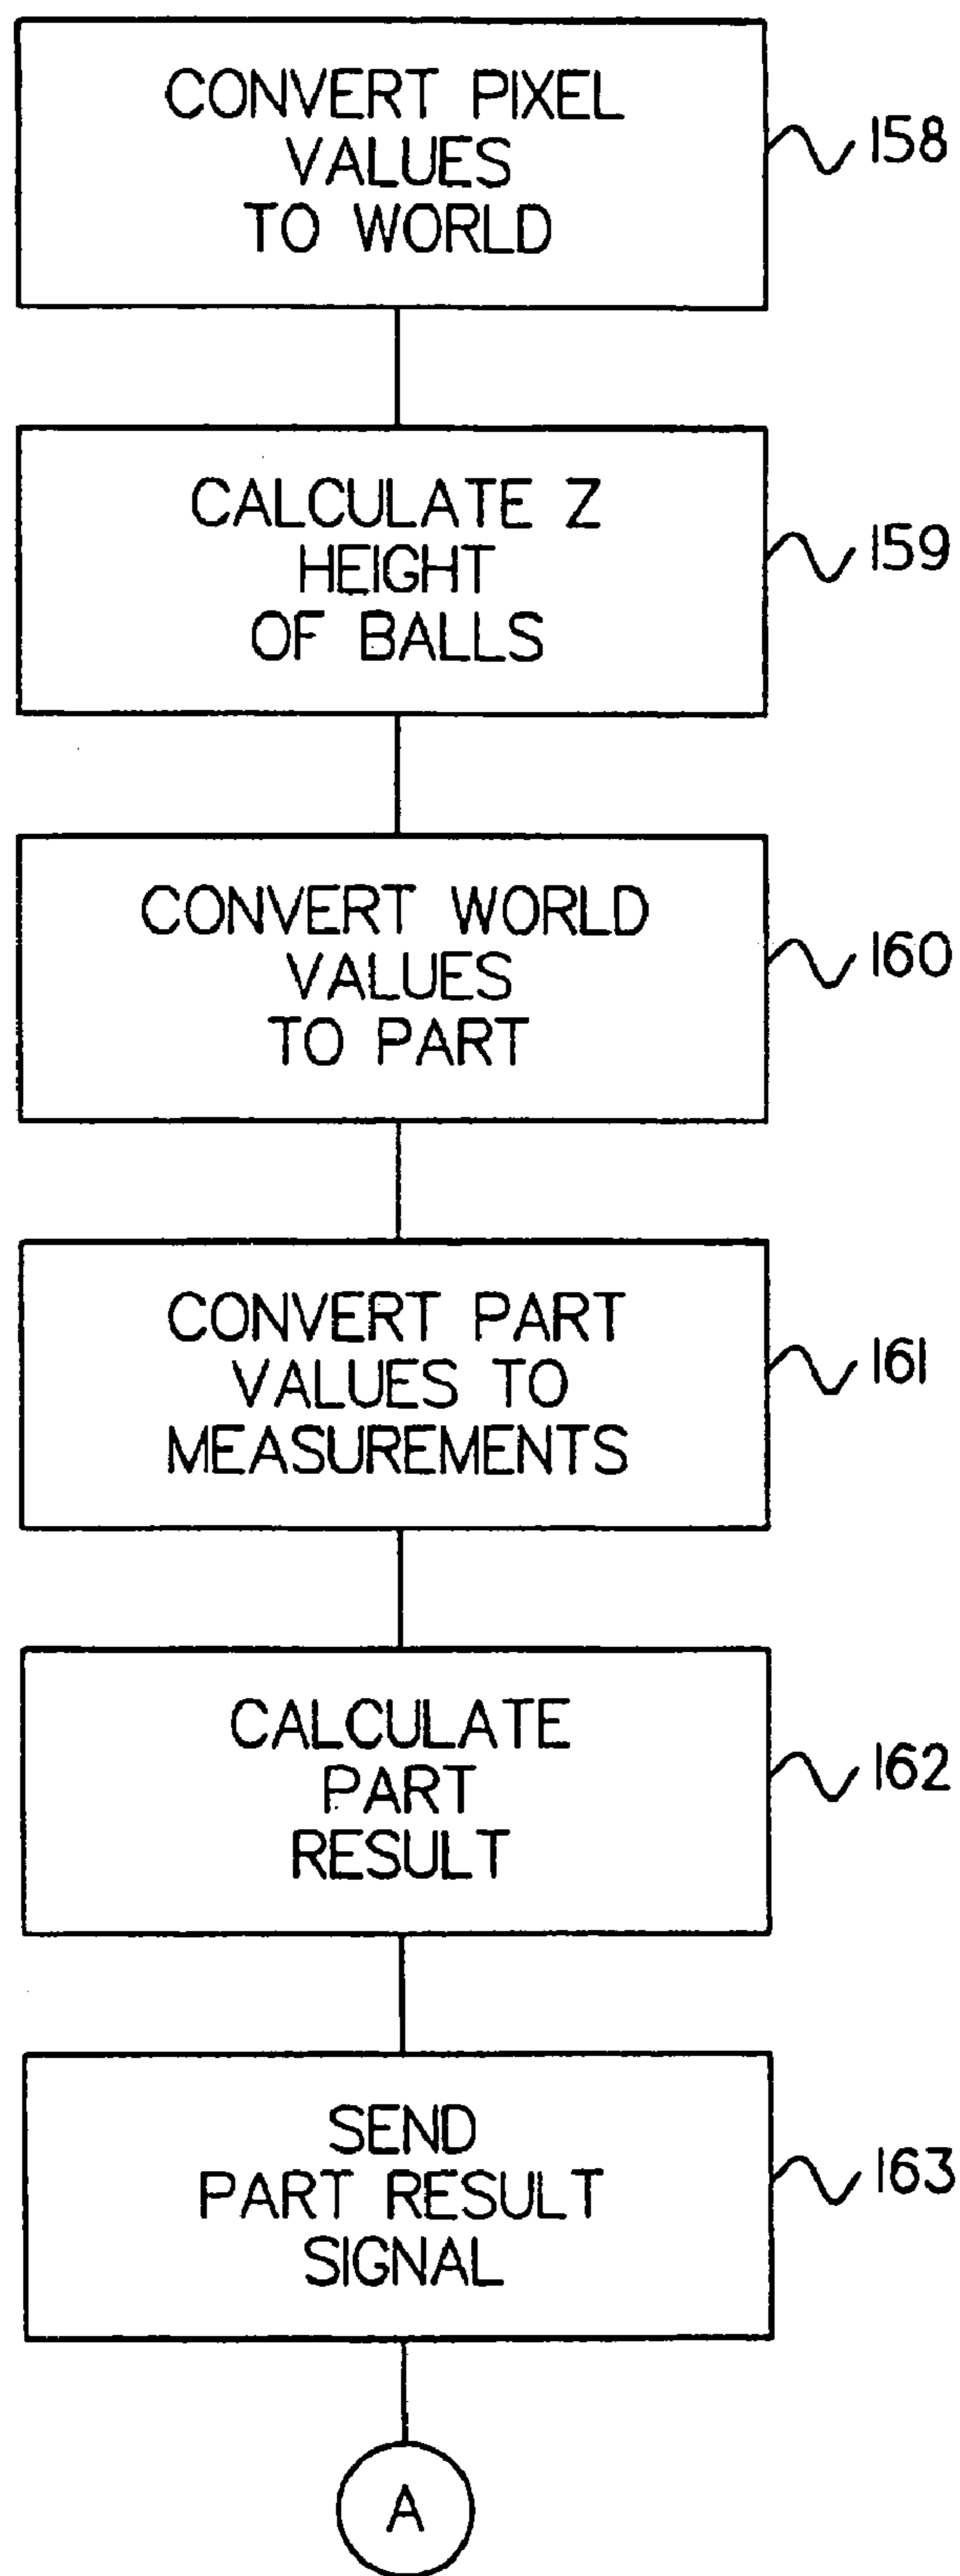 CONVERT PIXEL
VALUES
TO WORLD
158
CALCULATE Z
HEIGHT
OF BALLS
159
CONVERT WORLD
VALUES
TO PART
160
CONVERT PART
VALUES TO
MEASUREMENTS
161
CALCULATE
PART
RESULT
162
SEND
PART RESULT
SIGNAL
163
A